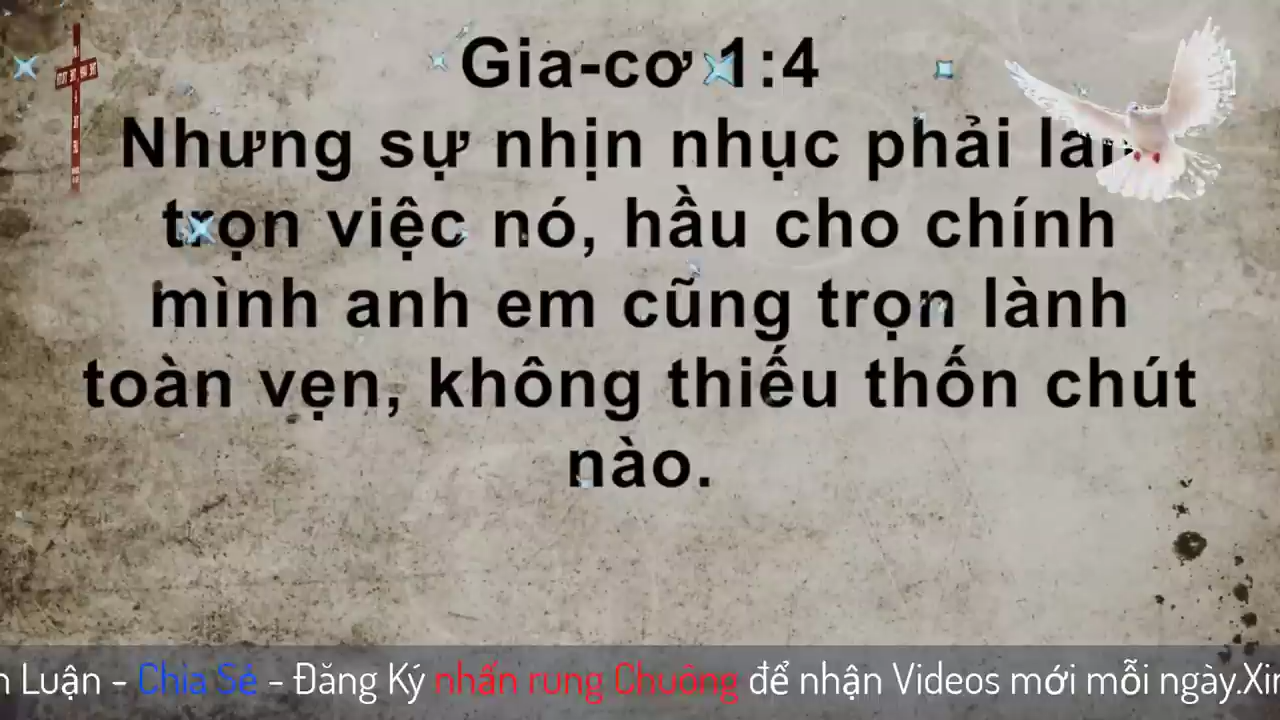 Gia-cơ 1:4
Nhưng sự nhịn nhục phải làm
trọn việc nó, hầu cho chính
mình anh em cũng trọn lành
toàn vẹn, không thiếu thốn chút
nào.
Luận - Chia Sẻ - Đăng Ký nhấn rung Chuông để nhận Videos mới mỗi ngày.